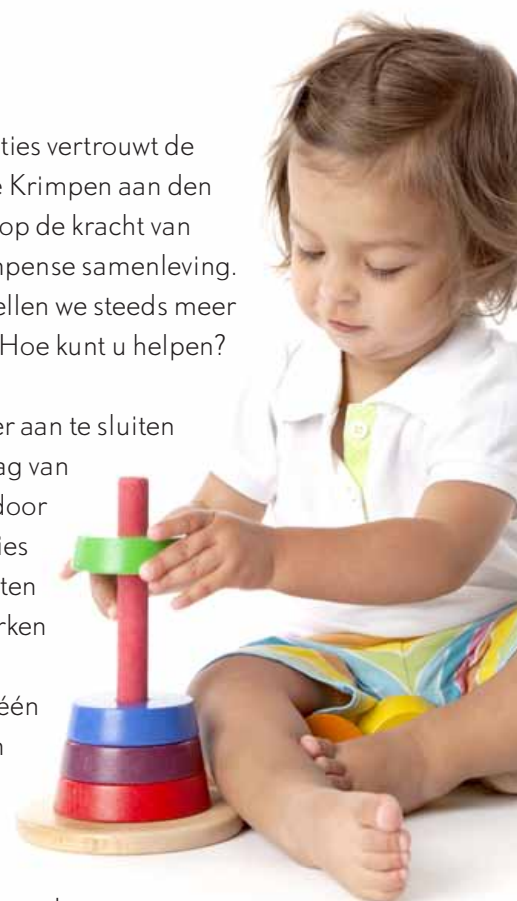 ties vertrouwt de
Krimpen aan den
op de kracht van
pense samenleving.
ellen we steeds meer
Hoe kunt u helpen?
er aan te sluiten
ag van
door
ies
ten
rken
één